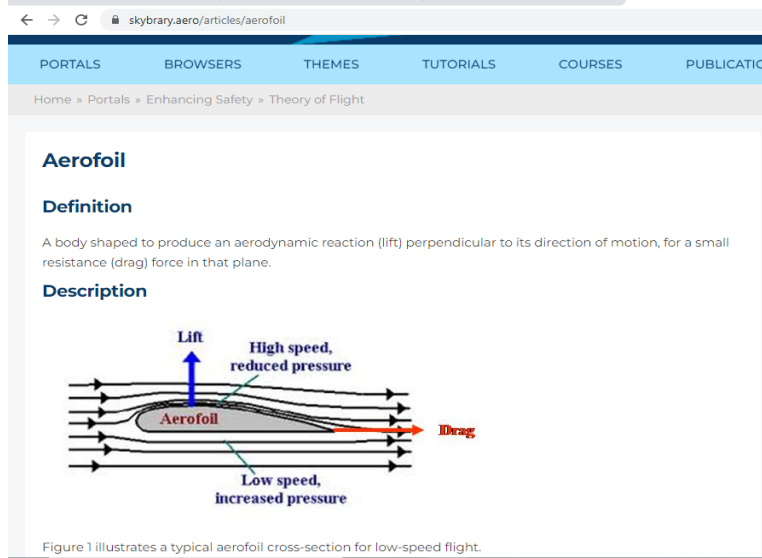 skybrary.aero/articles/aerofoil
PORTALS BROWSERS THEMES TUTORIALS COURSES
Home » Portals » Enhancing Safety » Theory of Flight
Aerofoil
Definition
A body shaped to produce an aerodynamic reaction (lift) perpendicular to its direction of motion, for a small
resistance (drag) force in that plane.
Description
Lift
High speed,
reduced pressure
Aerofoil
Drag
Low speed,
increased pressure
Figure 1 illustrates a typical aerofoil cross-section for low-speed flight.